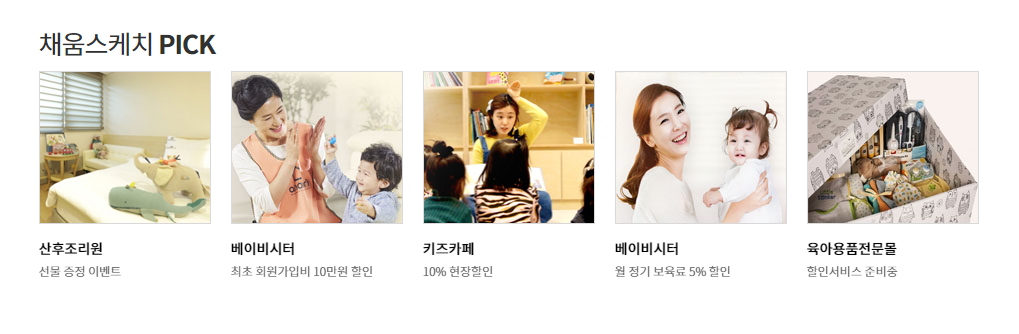 채움스케치 PICK
산후조리원
선물 증정 이벤트
베이비시터
최초 회원가입비 10만원 할인
키즈카페
10% 현장할인
베이비시터
월 정기 보육료 5% 할인
육아용품전문몰
할인서비스 준비중